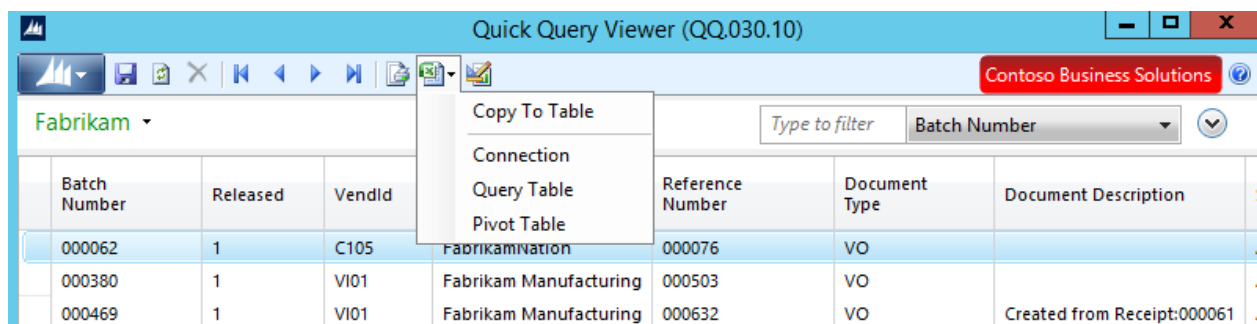 Quick Query Viewer (QQ.030.10)
Contoso Business Solutions
Fabrikam
Type to filter
Batch Number
Copy To Table
Connection
Query Table
Pivot Table
Batch
Number
Released
VendId
Reference
Number
Document
Type
Document Description
000062 1 C105 FabrikamNation 000076 VO
000380 1 VI01 Fabrikam Manufacturing 000503 VO
000469 1 VI01 Fabrikam Manufacturing 000632 VO Created from Receipt:000061